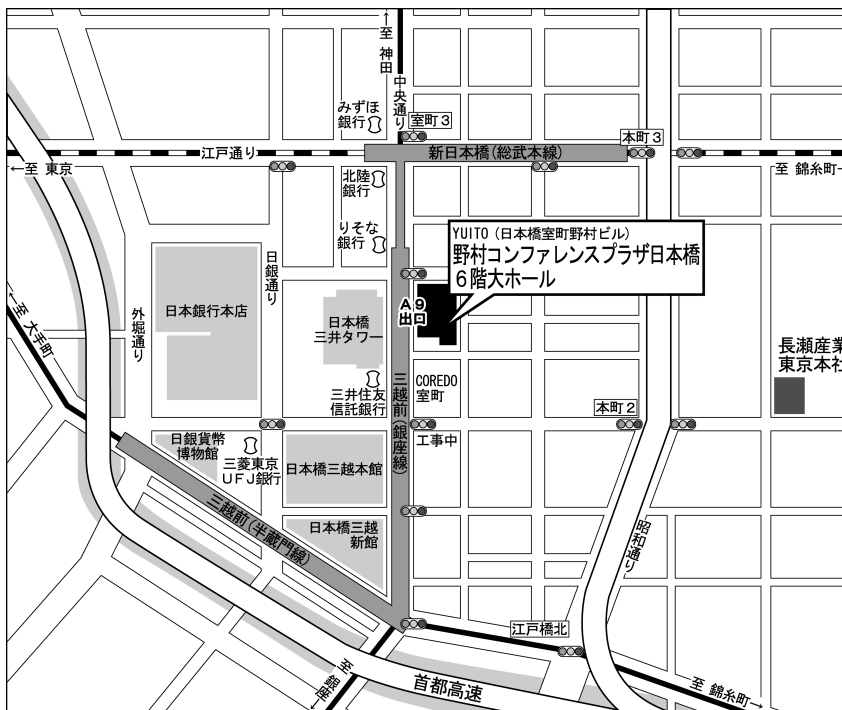 ←至 神田
中央通り
みずほ
銀行
室町3
本町3
江戸通り
新日本橋(総武本線)
←至 東京
至 錦糸町→
北陸
銀行
りそな
銀行
YUITO (日本橋室町野村ビル)
野村コンファレンスプラザ日本橋
6階大ホール
日銀通り
A9
出口
日本銀行本店
外堀通り
日本橋
三井タワー
←至 大手町
長瀬産業
東京本社
三井住友
信託銀行
COREDO
室町
三越前(銀座線)
本町2
日銀貨幣
博物館
三菱東京
UFJ銀行
日本橋三越本館
工事中
三越前(半蔵門線)
日本橋三越
新館
昭和通り
江戸橋北
至 銀座→
首都高速
至 錦糸町→